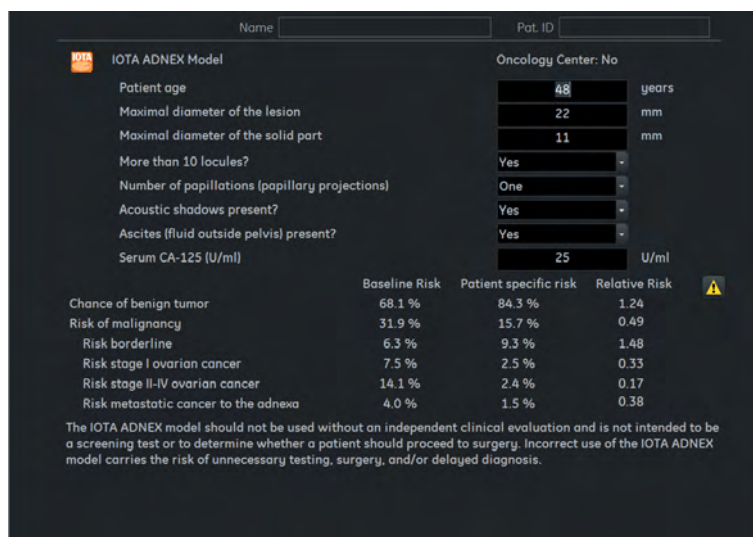 Name Pat. ID
IOTA IOTA ADNEX Model Oncology Center: No
Patient age 48 years
Maximal diameter of the lesion 22 mm
Maximal diameter of the solid part 11 mm
More than 10 locules? Yes
Number of papillations (papillary projections) One
Acoustic shadows present? Yes
Ascites (fluid outside pelvis) present? Yes
Serum CA-125 (U/ml) 25 U/ml
Baseline Risk Patient specific risk Relative Risk
Chance of benign tumor 68.1 % 84.3 % 1.24
Risk of malignancy 31.9 % 15.7 % 0.49
Risk borderline 6.3 % 9.3 % 1.48
Risk stage I ovarian cancer 7.5 % 2.5 % 0.33
Risk stage II-IV ovarian cancer 14.1 % 2.4 % 0.17
Risk metastatic cancer to the adnexa 4.0 % 1.5 % 0.38
The IOTA ADNEX model should not be used without an independent clinical evaluation and is not intended to be
a screening test or to determine whether a patient should proceed to surgery. Incorrect use of the IOTA ADNEX
model carries the risk of unnecessary testing, surgery, and/or delayed diagnosis.